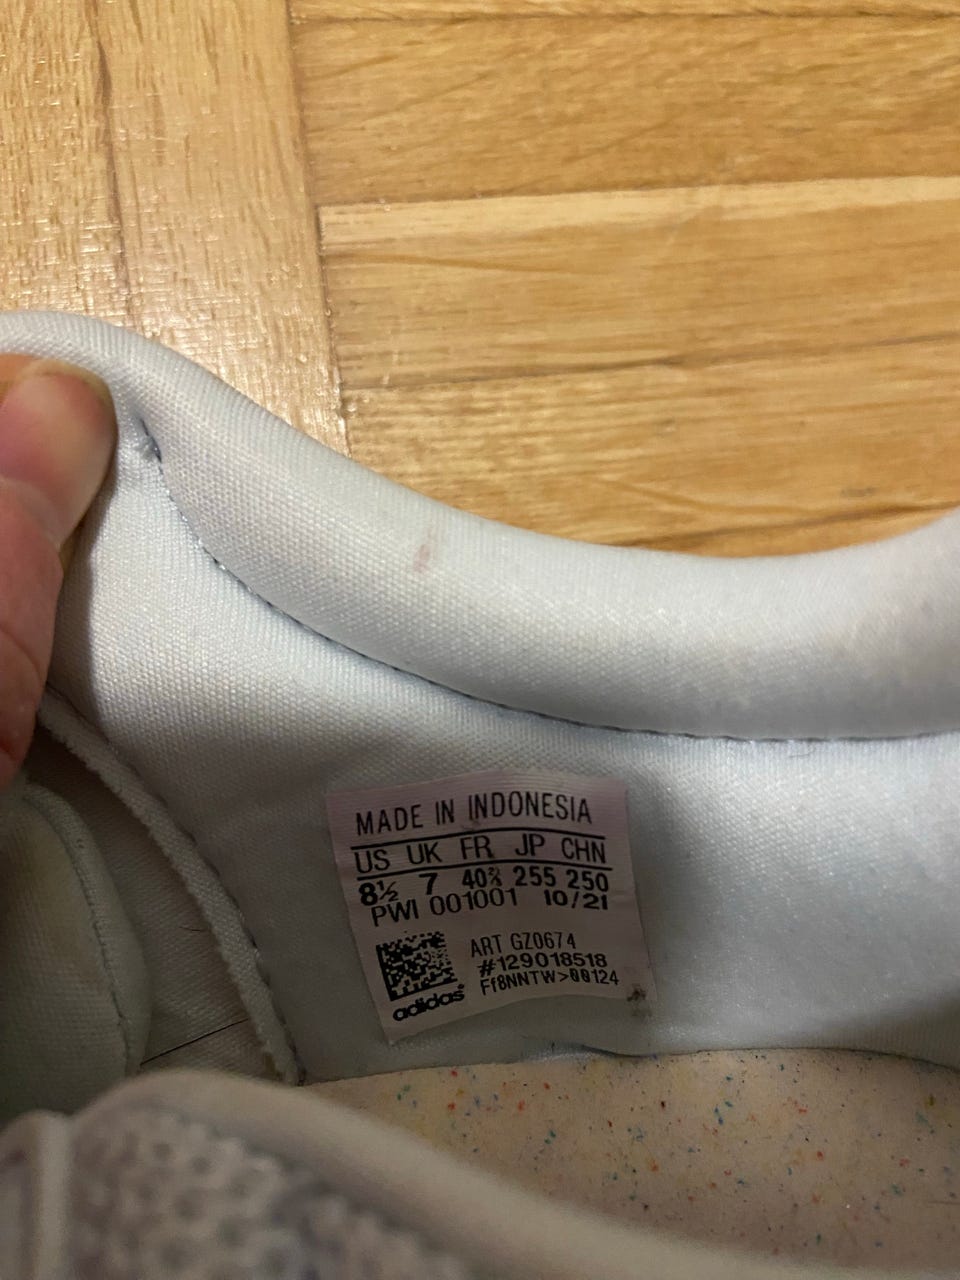 MADE IN INDONESIA
US UK FR JP CHN
8½ 7 40⅔ 255 250
PWI 001001 10/21
ART GZ0674
#129018518
Ff8NNTW>00124
adidas